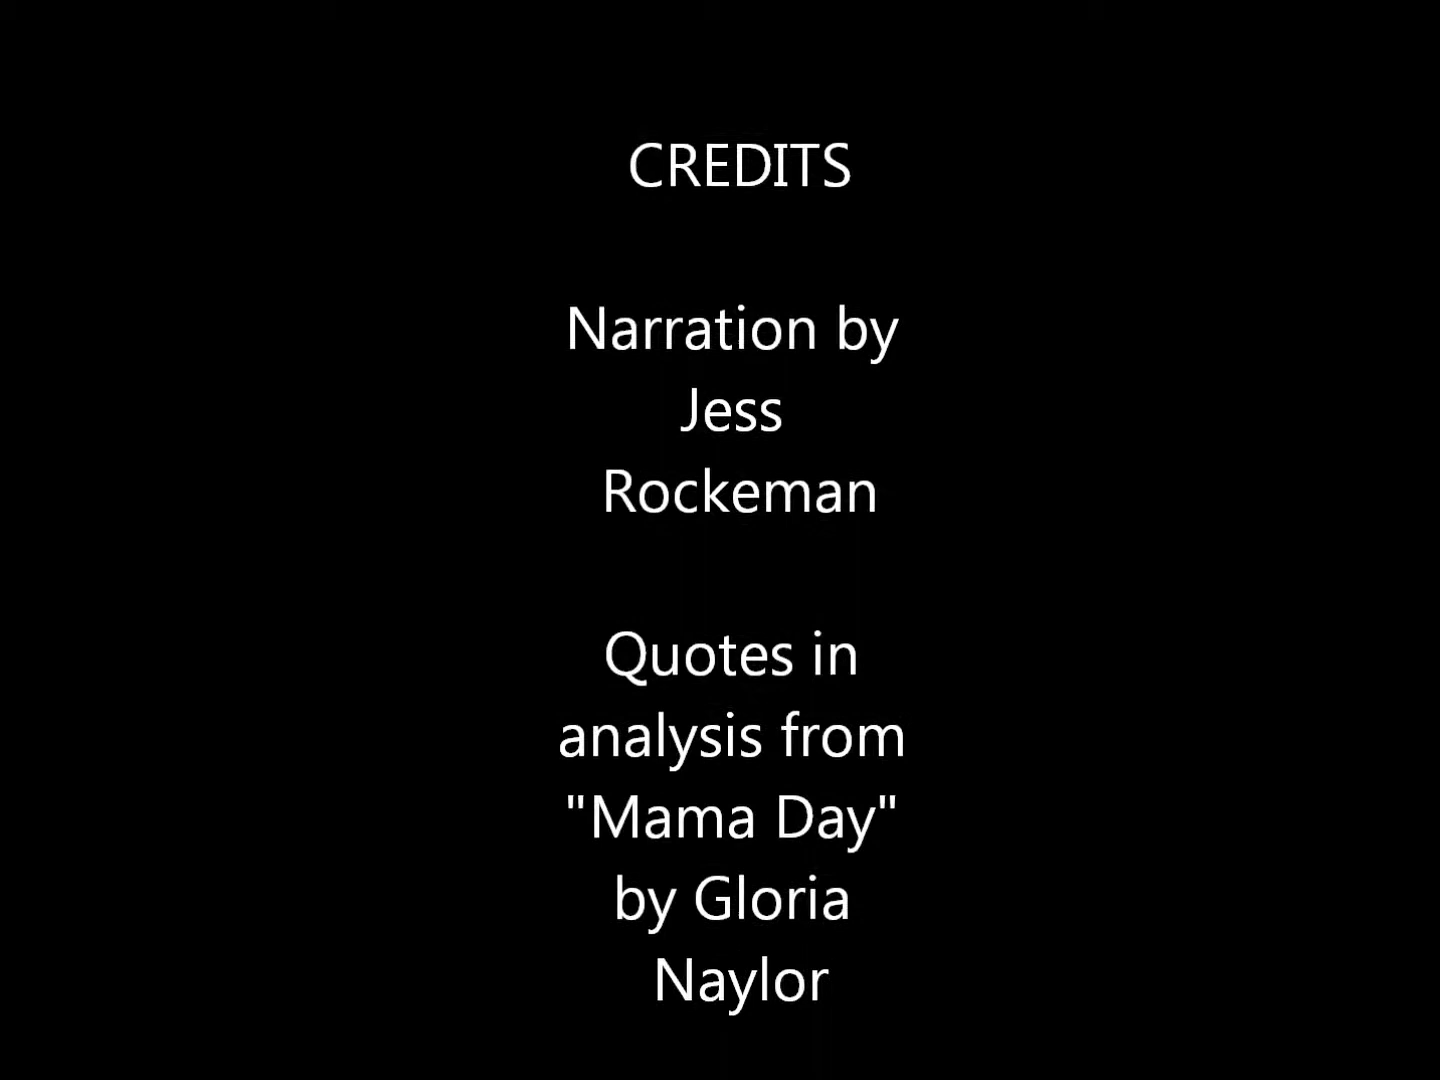 CREDITS
Narration by
Jess
Rockeman
Quotes in
analysis from
"Mama Day"
by Gloria
Naylor